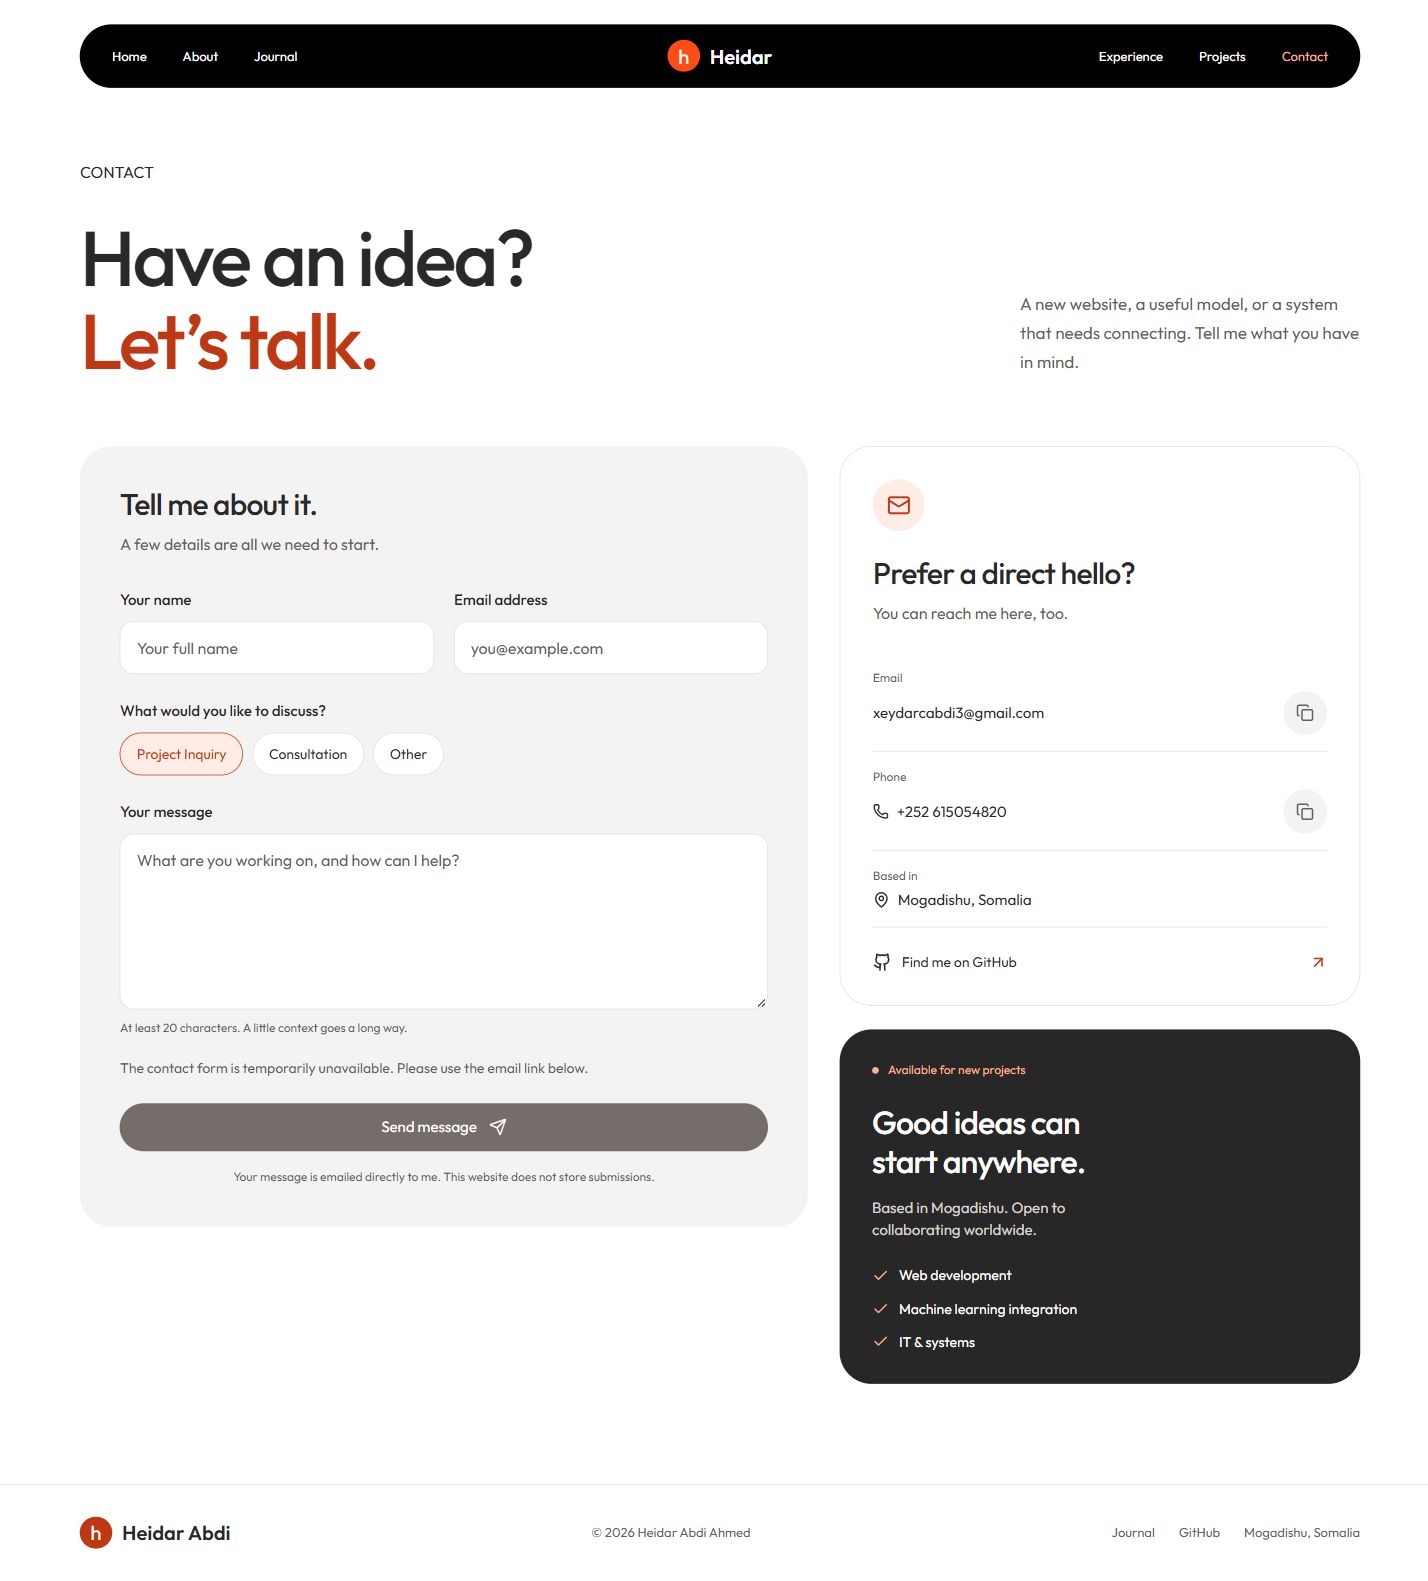 Home About Journal h Heidar Experience Projects Contact
CONTACT
Have an idea?
Let’s talk.
A new website, a useful model, or a system
that needs connecting. Tell me what you have
in mind.
Tell me about it.
A few details are all we need to start.
Your name
Your full name
Email address
you@example.com
What would you like to discuss?
Project Inquiry Consultation Other
Your message
What are you working on, and how can I help?
At least 20 characters. A little context goes a long way.
The contact form is temporarily unavailable. Please use the email link below.
Send message
Your message is emailed directly to me. This website does not store submissions.
Prefer a direct hello?
You can reach me here, too.
Email
xeydarcabdi3@gmail.com
Phone
+252 615054820
Based in
Mogadishu, Somalia
Find me on GitHub
Available for new projects
Good ideas can
start anywhere.
Based in Mogadishu. Open to
collaborating worldwide.
Web development
Machine learning integration
IT & systems
h Heidar Abdi
© 2026 Heidar Abdi Ahmed
Journal GitHub Mogadishu, Somalia